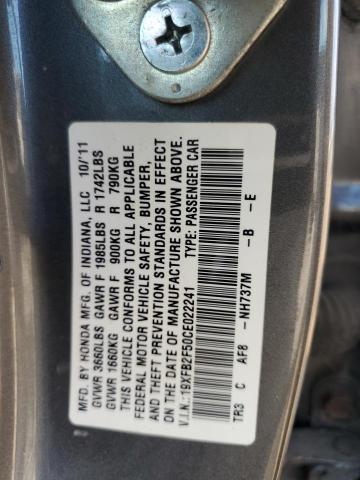 MFD. BY HONDA MFG. OF INDIANA, LLC 10/'11
GVWR 3660LBS GAWR F 1985LBS R 1742LBS
GVWR 1660KG GAWR F 900KG R 790KG
THIS VEHICLE CONFORMS TO ALL APPLICABLE
FEDERAL MOTOR VEHICLE SAFETY, BUMPER,
AND THEFT PREVENTION STANDARDS IN EFFECT
ON THE DATE OF MANUFACTURE SHOWN ABOVE.
V.I.N.: 19XFB2F50CE022241 TYPE: PASSENGER CAR
TR3 C AF8 -NH737M -B -E